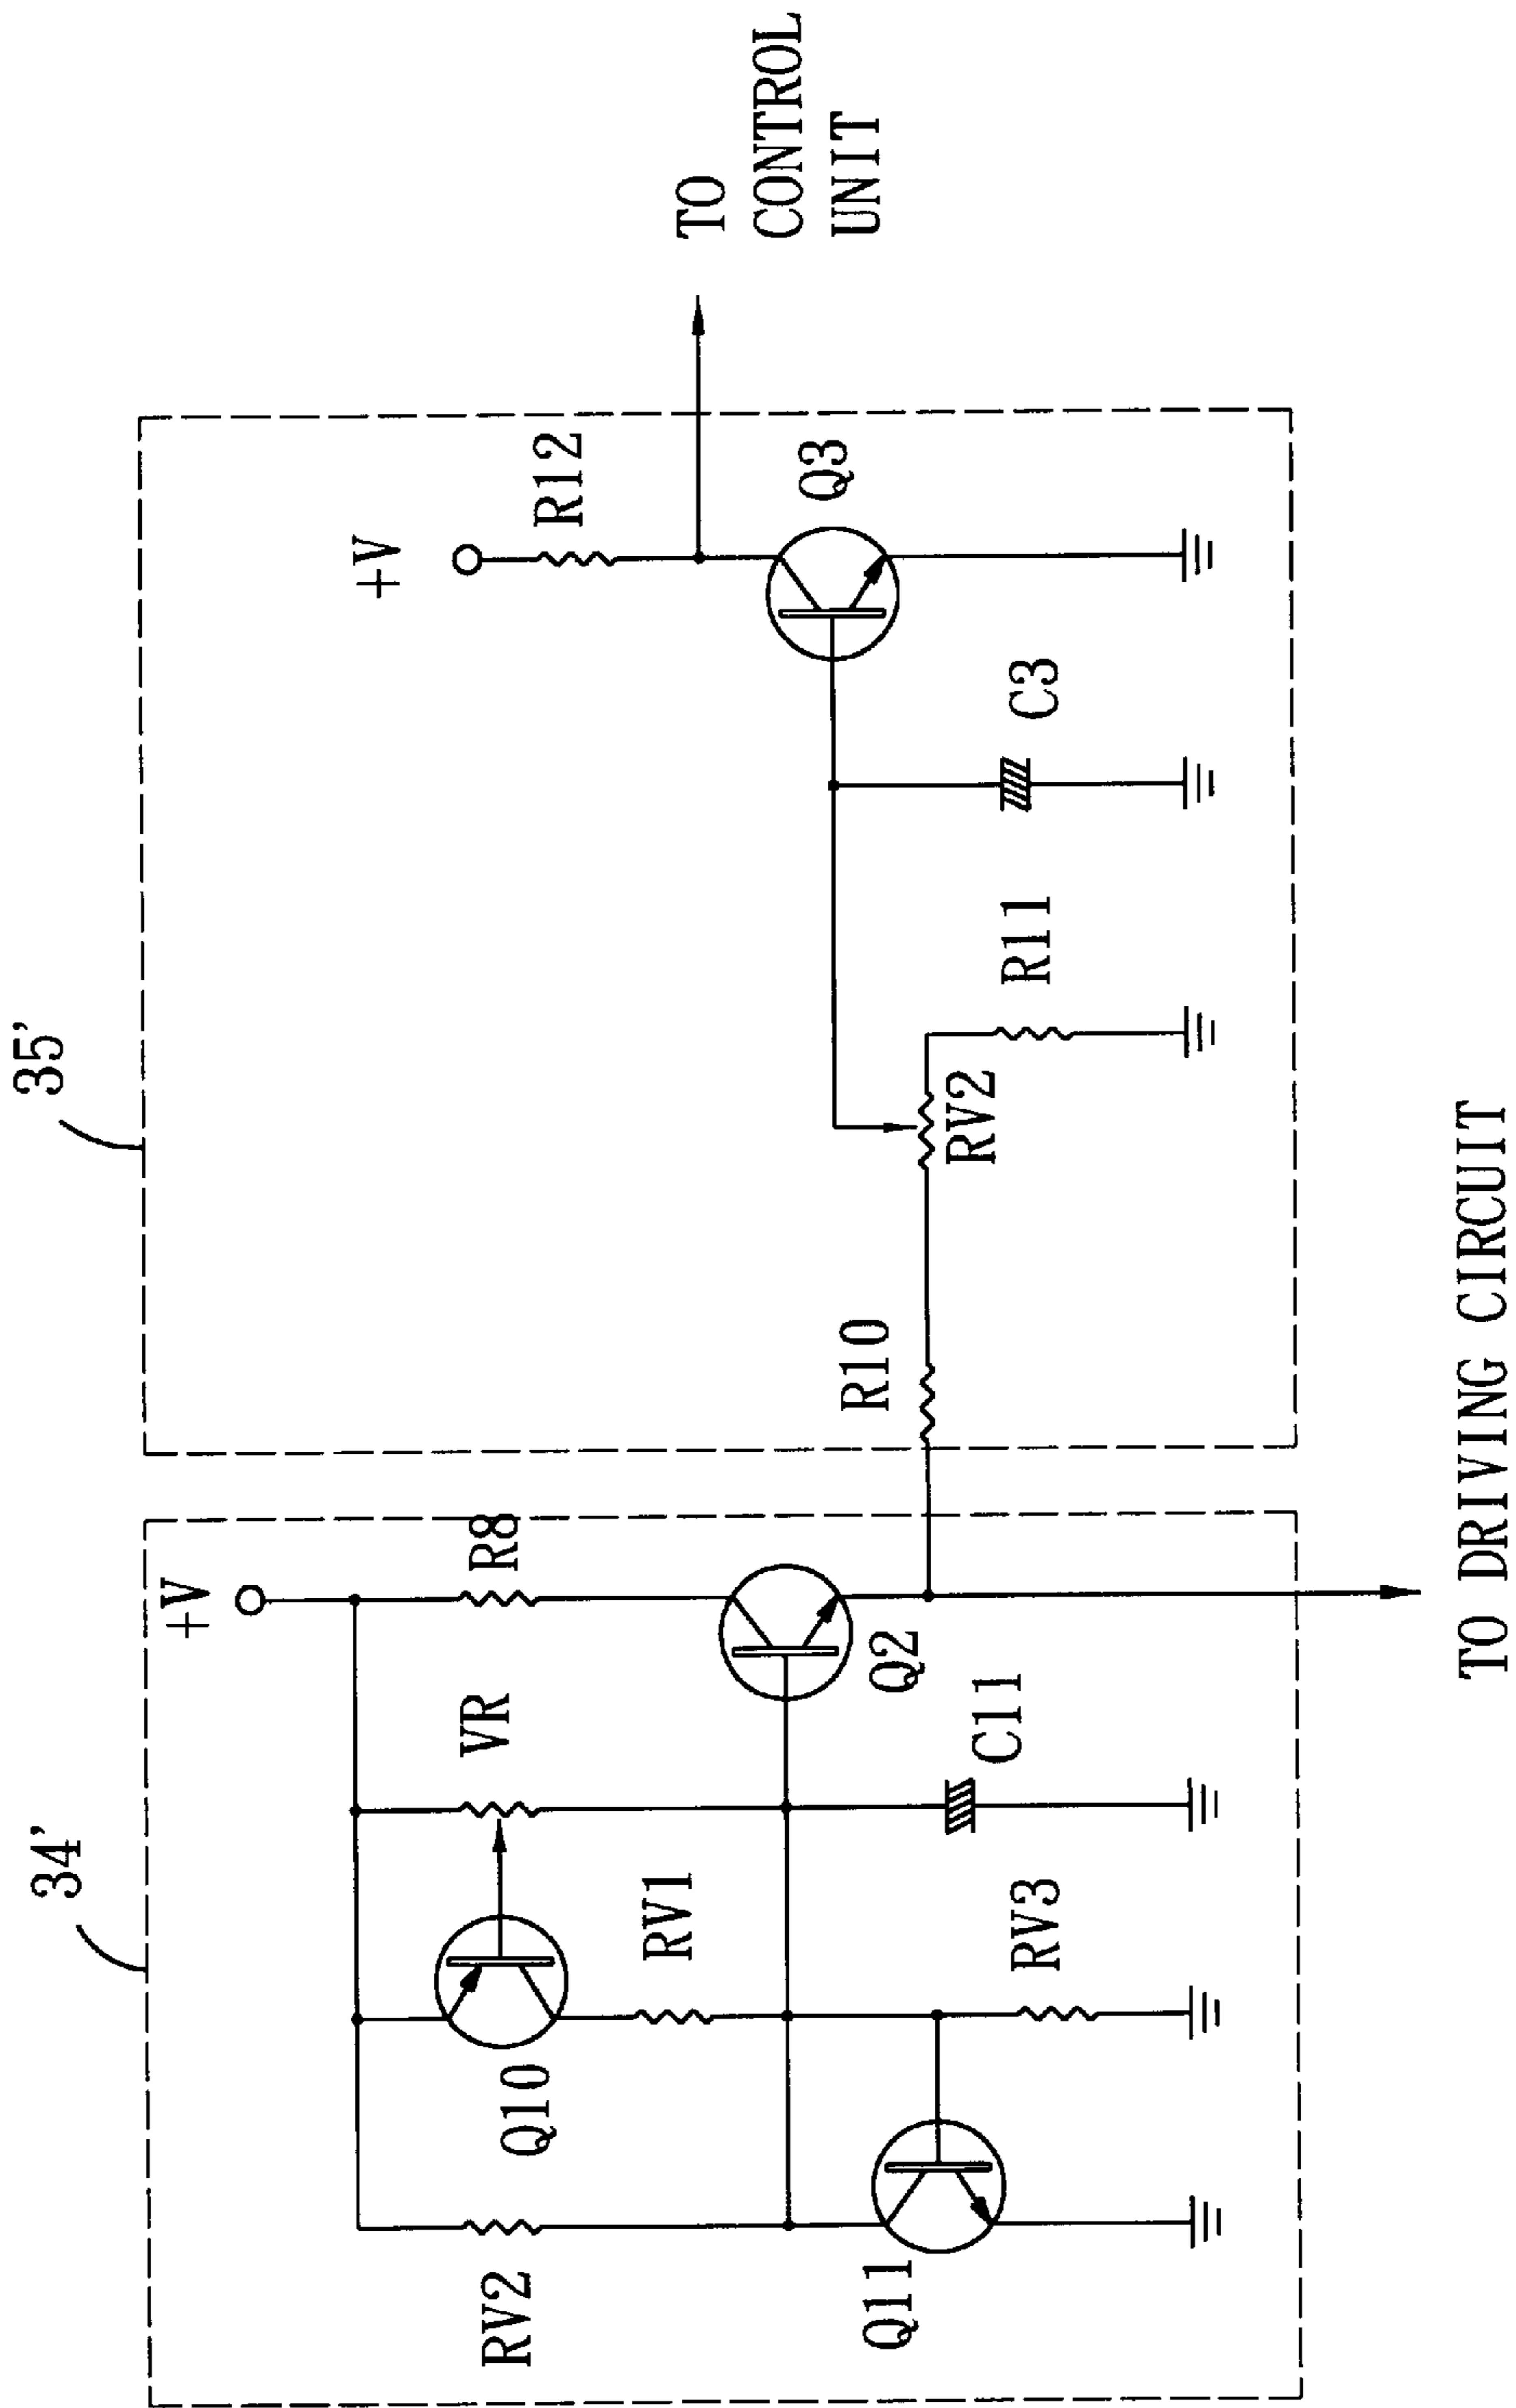 34'
35'
+V
+V
RV2
Q10
RV1
VR
R8
Q11
RV3
C11
Q2
R10
RV2
R11
C3
Q3
R12
TO
CONTROL
UNIT
TO DRIVING CIRCUIT